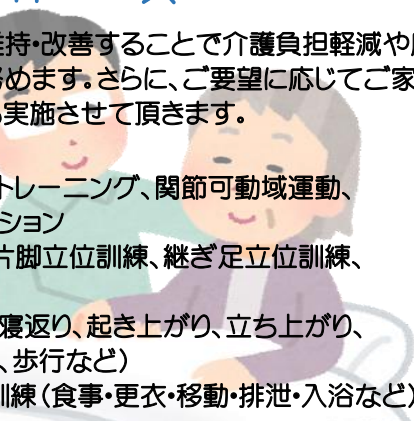 持・改善することで介護負担軽減や
めます。さらに、ご要望に応じてご家
実施させて頂きます。
トレーニング、関節可動域運動、
ション
片脚立位訓練、継ぎ足立位訓練、
寝返り、起き上がり、立ち上がり、
、歩行など）
訓練（食事・更衣・移動・排泄・入浴など）